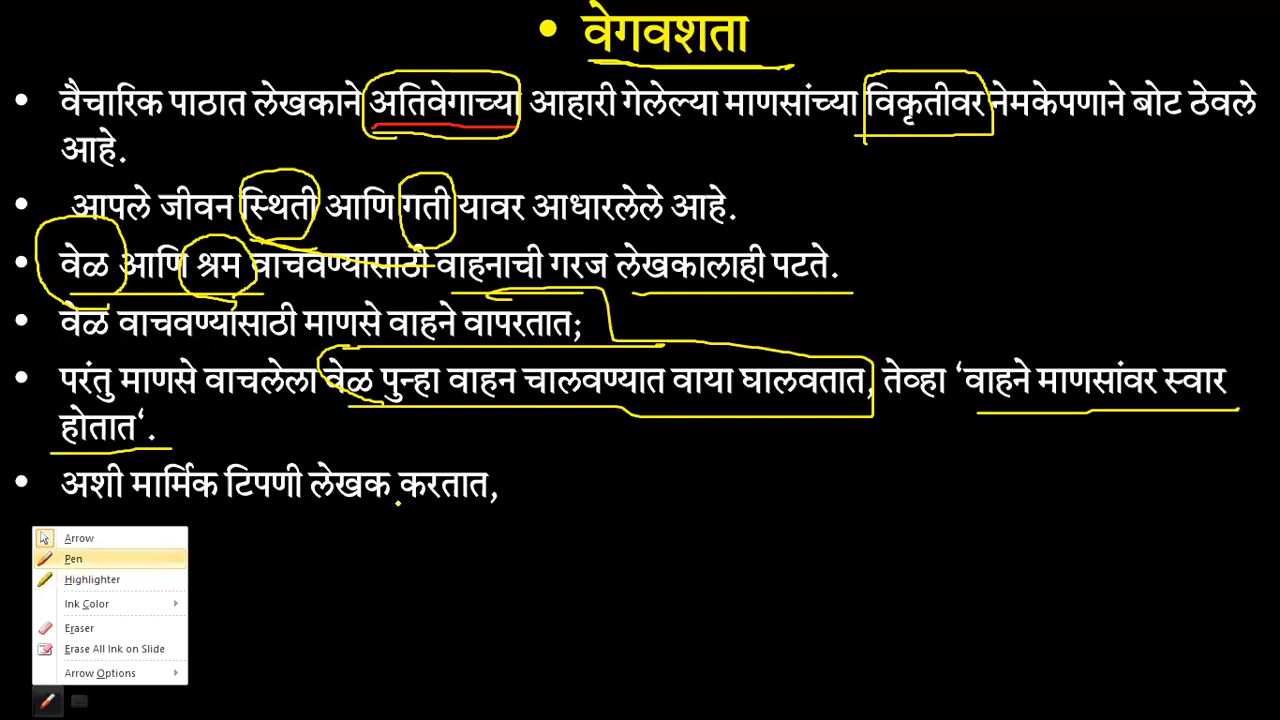 • वेगवशता
• वैचारिक पाठात लेखकाने अतिवेगाच्या आहारी गेलेल्या माणसांच्या विकृतीवर नेमकेपणाने बोट ठेवले
आहे.
• आपले जीवन स्थिती आणि गती यावर आधारलेले आहे.
• वेळ आणि श्रम वाचवण्यासाठी वाहनाची गरज लेखकालाही पटते.
• वेळ वाचवण्यासाठी माणसे वाहने वापरतात;
• परंतु माणसे वाचलेला वेळ पुन्हा वाहन चालवण्यात वाया घालवतात, तेव्हा ‘वाहने माणसांवर स्वार
होतात‘.
• अशी मार्मिक टिपणी लेखक करतात,
Arrow
Pen
Highlighter
Ink Color
Eraser
Erase All Ink on Slide
Arrow Options